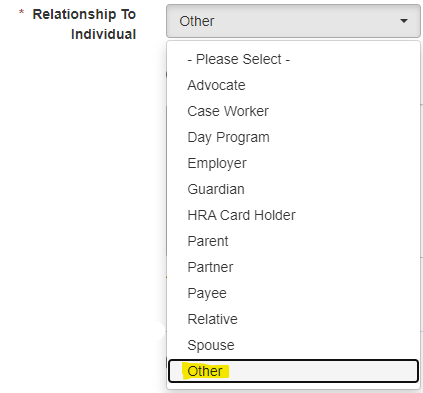 * Relationship To
Individual
Other
- Please Select -
Advocate
Case Worker
Day Program
Employer
Guardian
HRA Card Holder
Parent
Partner
Payee
Relative
Spouse
Other